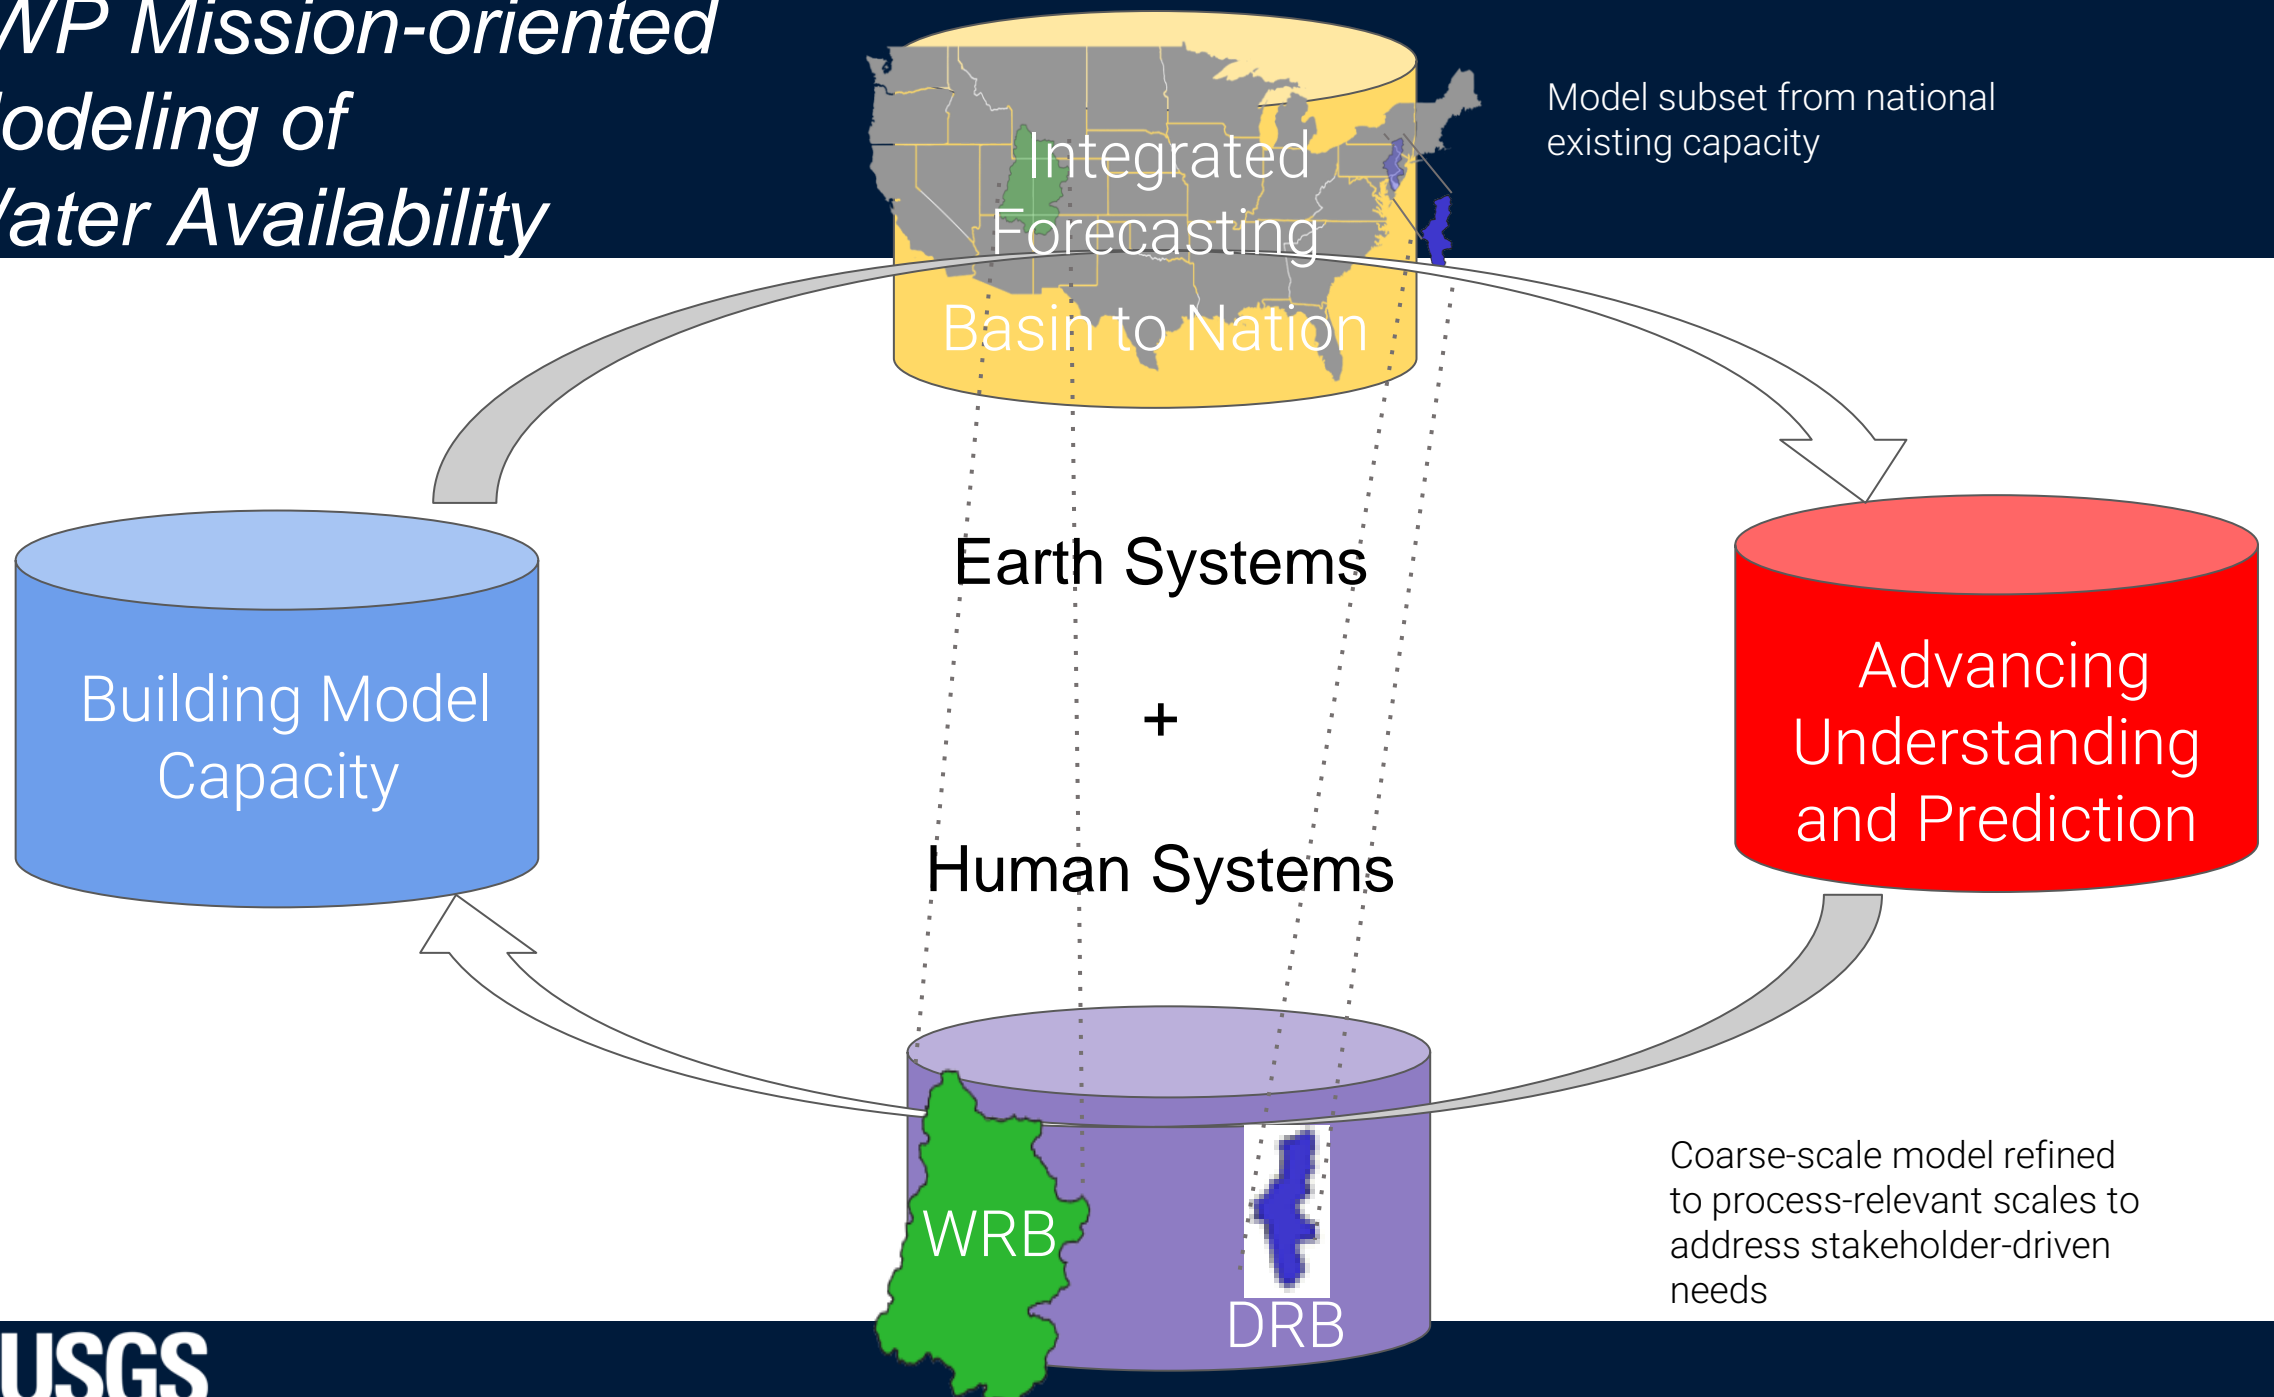 WP Mission-oriented
odeling of
ater Availability
Model subset from national
existing capacity
Integrated
Forecasting
Basin to Nation
Earth Systems
+
Human Systems
Building Model
Capacity
Advancing
Understanding
and Prediction
WRB
DRB
Coarse-scale model refined
to process-relevant scales to
address stakeholder-driven
needs
USGS